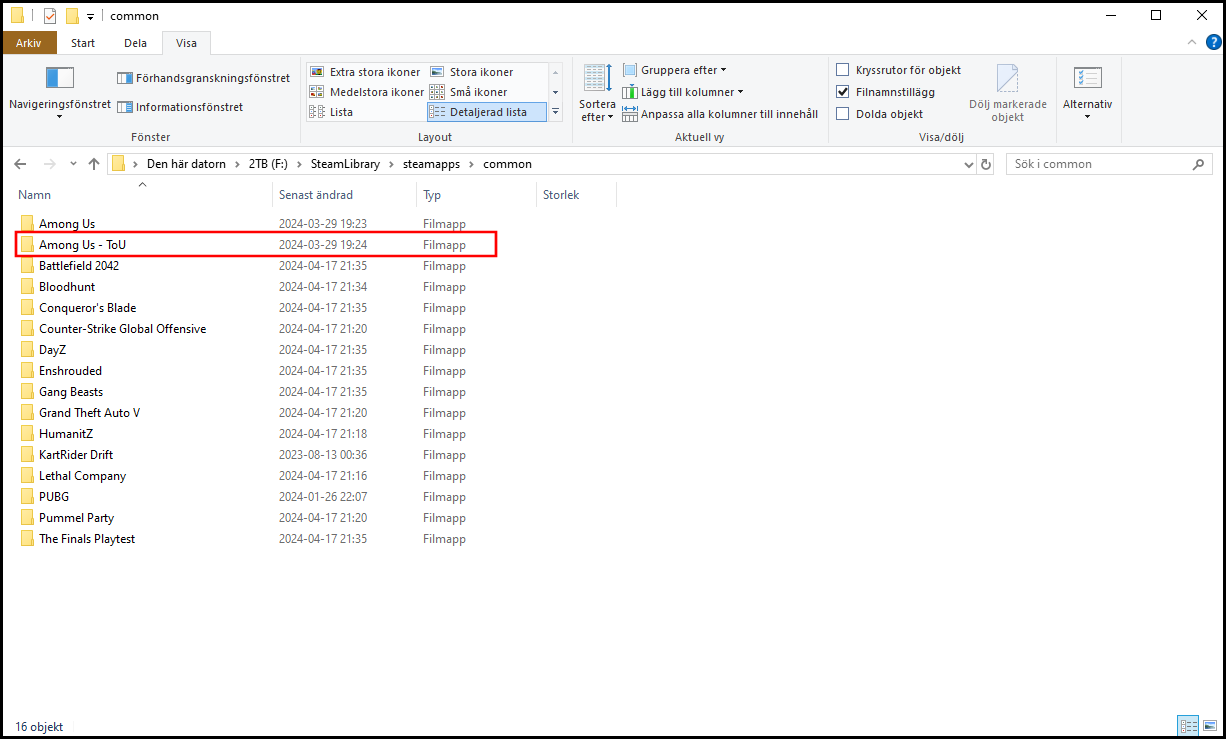 common
Arkiv Start Dela Visa
Navigeringsfönstret
Förhandsgranskningsfönstret
Informationsfönstret
Fönster
Extra stora ikoner Stora ikoner
Medelstora ikoner Små ikoner
Lista Detaljerad lista
Layout
Sortera efter
Gruppera efter
Lägg till kolumner
Anpassa alla kolumner till innehåll
Aktuell vy
Kryssrutor för objekt
Filnamnstillägg
Dolda objekt
Dölj markerade objekt
Visa/dölj
Alternativ
Den här datorn 2TB (F:) SteamLibrary steamapps common
Sök i common
Namn Senast ändrad Typ Storlek
Among Us 2024-03-29 19:23 Filmapp
Among Us - ToU 2024-03-29 19:24 Filmapp
Battlefield 2042 2024-04-17 21:35 Filmapp
Bloodhunt 2024-04-17 21:34 Filmapp
Conqueror's Blade 2024-04-17 21:35 Filmapp
Counter-Strike Global Offensive 2024-04-17 21:20 Filmapp
DayZ 2024-04-17 21:35 Filmapp
Enshrouded 2024-04-17 21:35 Filmapp
Gang Beasts 2024-04-17 21:35 Filmapp
Grand Theft Auto V 2024-04-17 21:20 Filmapp
HumanitZ 2024-04-17 21:18 Filmapp
KartRider Drift 2023-08-13 00:36 Filmapp
Lethal Company 2024-04-17 21:16 Filmapp
PUBG 2024-01-26 22:07 Filmapp
Pummel Party 2024-04-17 21:20 Filmapp
The Finals Playtest 2024-04-17 21:35 Filmapp
16 objekt